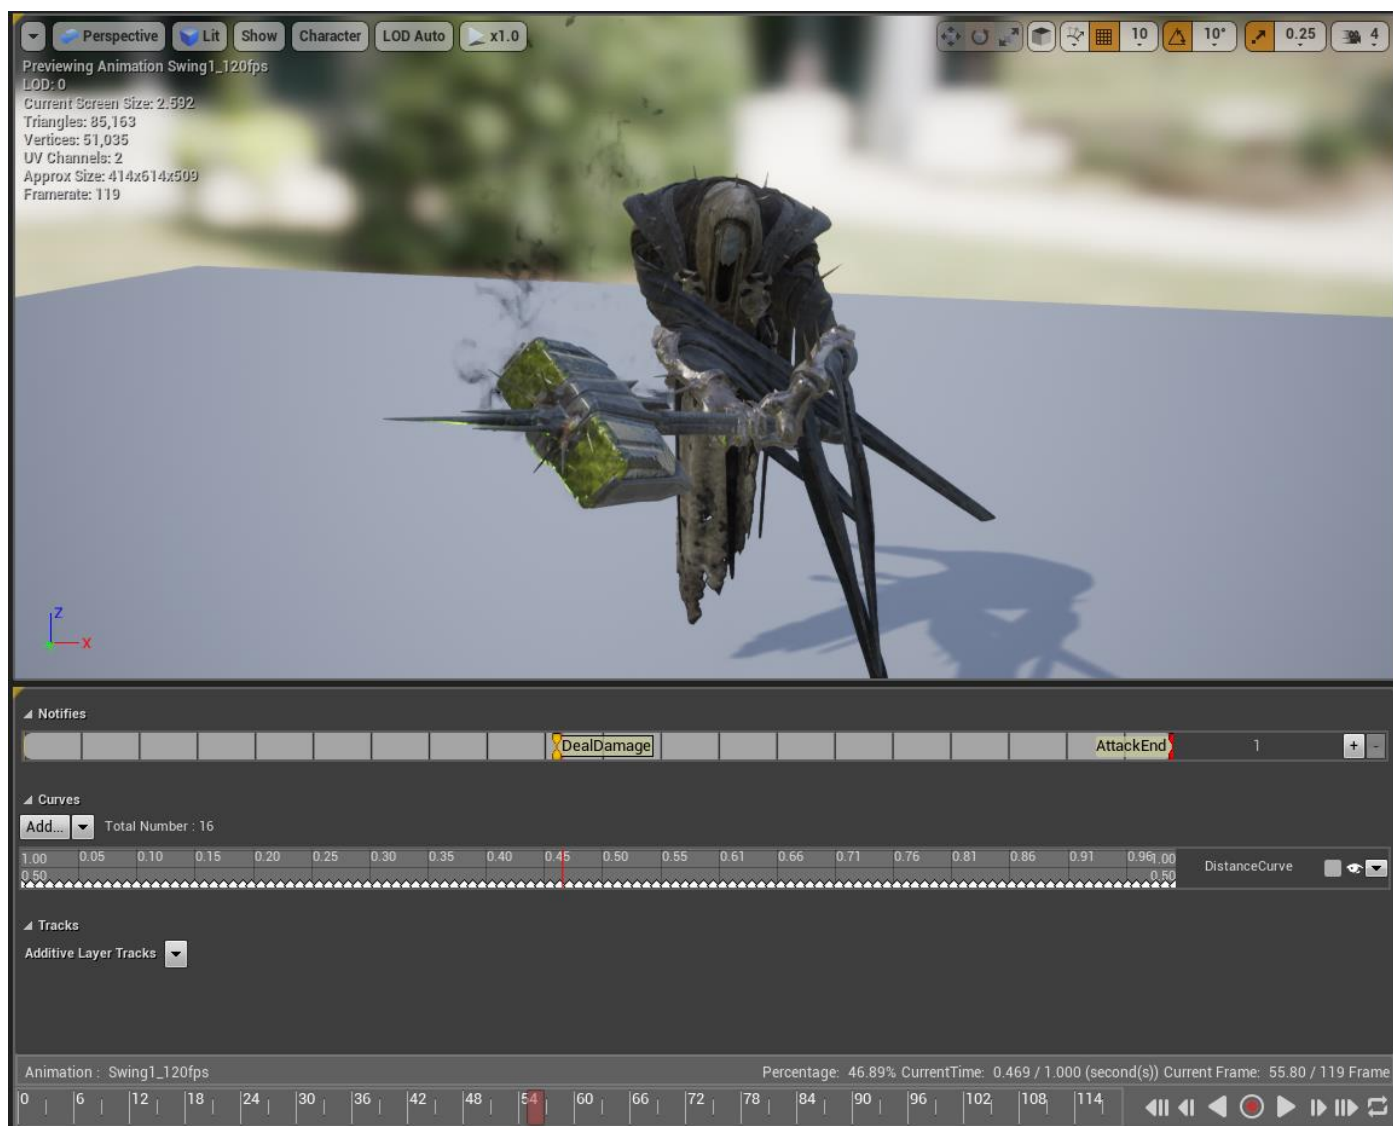 Perspective Lit Show Character LOD Auto x1.0 10 10° 0.25 4
Previewing Animation Swing1_120fps
LOD: 0
Current Screen Size: 2.592
Triangles: 85,163
Vertices: 51,035
UV Channels: 2
Approx Size: 414x614x509
Framerate: 119
Z
X
Notifies
DealDamage AttackEnd 1 + -
Curves
Add... Total Number : 16
1.00 0.05 0.10 0.15 0.20 0.25 0.30 0.35 0.40 0.45 0.50 0.55 0.61 0.66 0.71 0.76 0.81 0.86 0.91 0.96 1.00
DistanceCurve
0.50 0.50
Tracks
Additive Layer Tracks
Animation : Swing1_120fps Percentage: 46.89% CurrentTime: 0.469 / 1.000 (second(s)) Current Frame: 55.80 / 119 Frame
0 6 12 18 24 30 36 42 48 54 60 66 72 78 84 90 96 102 108 114